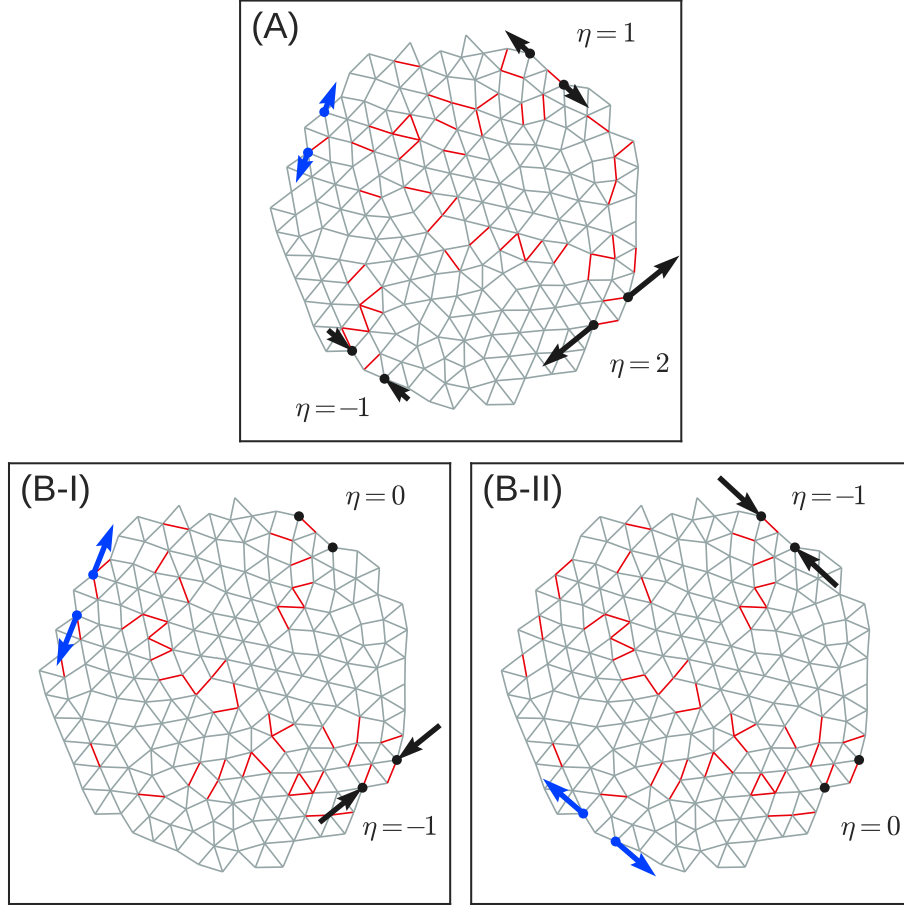 (A)
η = 1
η = 2
η = −1
(B-I)
η = 0
η = −1
(B-II)
η = −1
η = 0